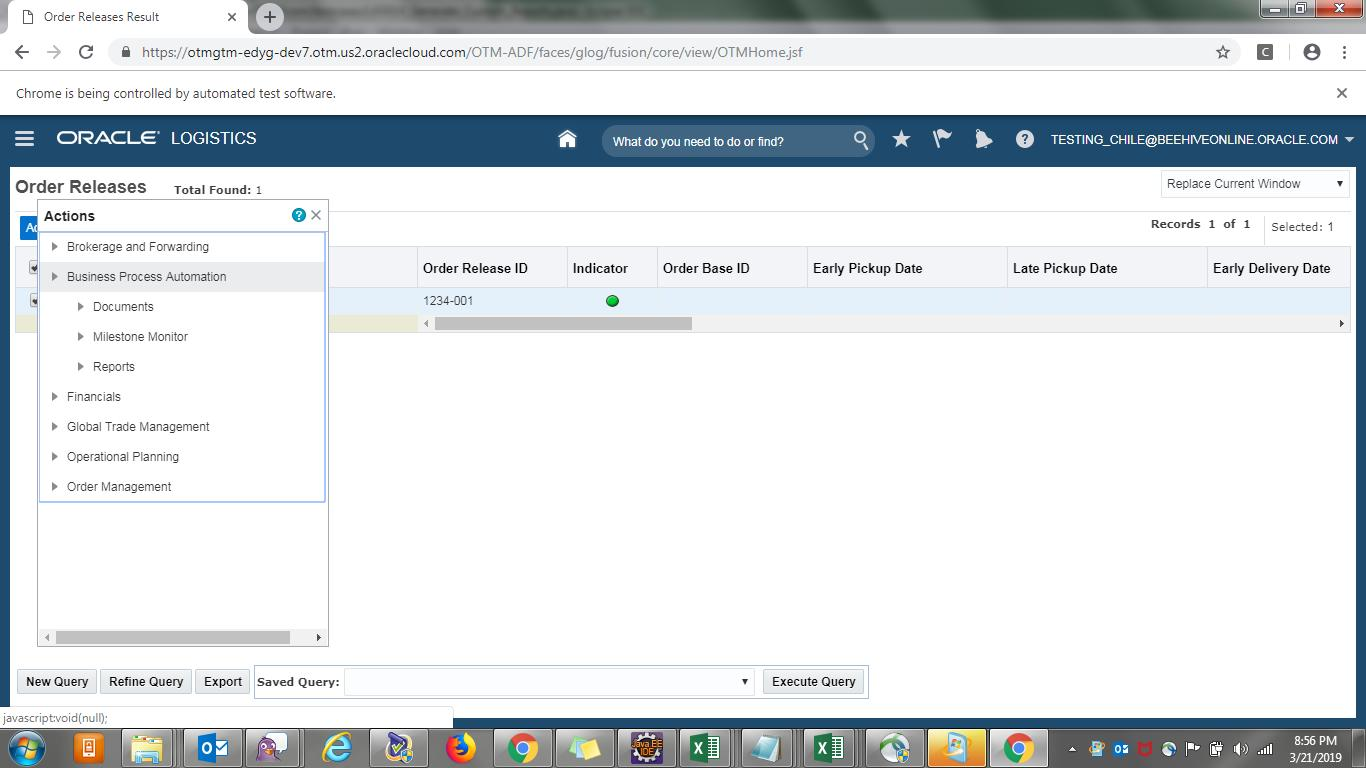 Order Releases Result
https://otmgtm-edyg-dev7.otm.us2.oraclecloud.com/OTM-ADF/faces/glog/fusion/core/view/OTMHome.jsf
C
Chrome is being controlled by automated test software.
ORACLE LOGISTICS
What do you need to do or find?
TESTING_CHILE@BEEHIVEONLINE.ORACLE.COM
Order Releases Total Found: 1
Replace Current Window
Actions
Records 1 of 1
Selected: 1
Brokerage and Forwarding
Business Process Automation
Documents
Milestone Monitor
Reports
Financials
Global Trade Management
Operational Planning
Order Management
Order Release ID Indicator Order Base ID Early Pickup Date Late Pickup Date Early Delivery Date
1234-001
New Query Refine Query Export Saved Query: Execute Query
javascript:void(null);
Java EE
IDE
8:56 PM
3/21/2019